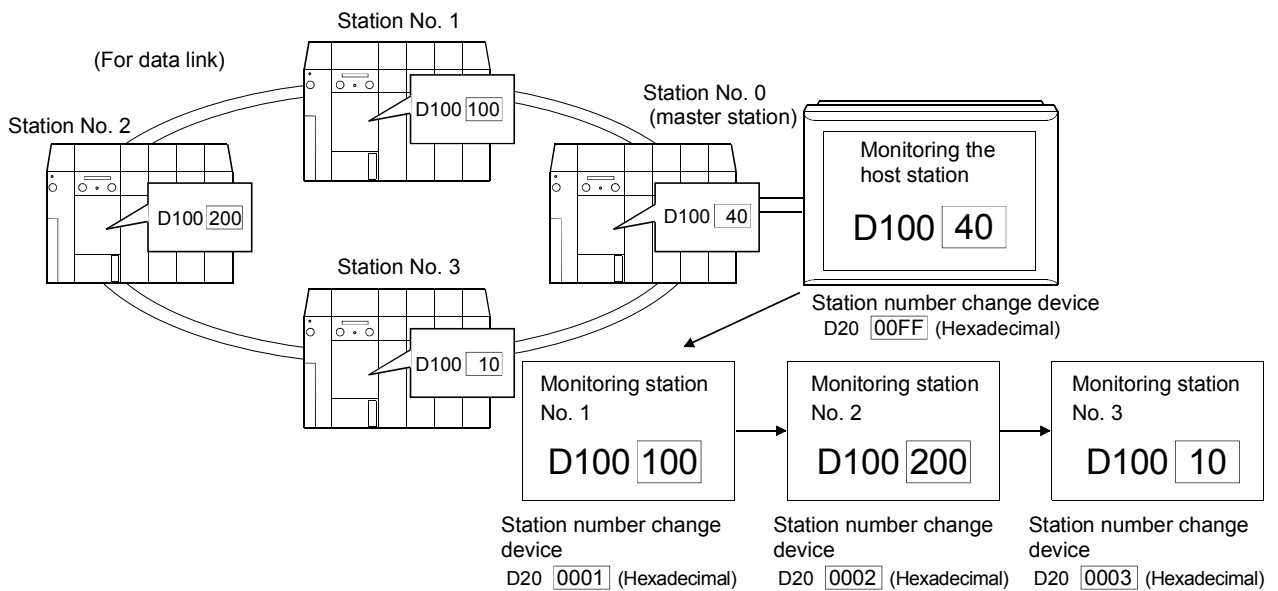 Station No. 1
(For data link)
D100 100
Station No. 0
(master station)
Station No. 2
D100 200
D100 40
Monitoring the
host station
D100 40
Station No. 3
D100 10
Station number change device
D20 00FF (Hexadecimal)
Monitoring station
No. 1
D100 100
Station number change
device
D20 0001 (Hexadecimal)
Monitoring station
No. 2
D100 200
Station number change
device
D20 0002 (Hexadecimal)
Monitoring station
No. 3
D100 10
Station number change
device
D20 0003 (Hexadecimal)